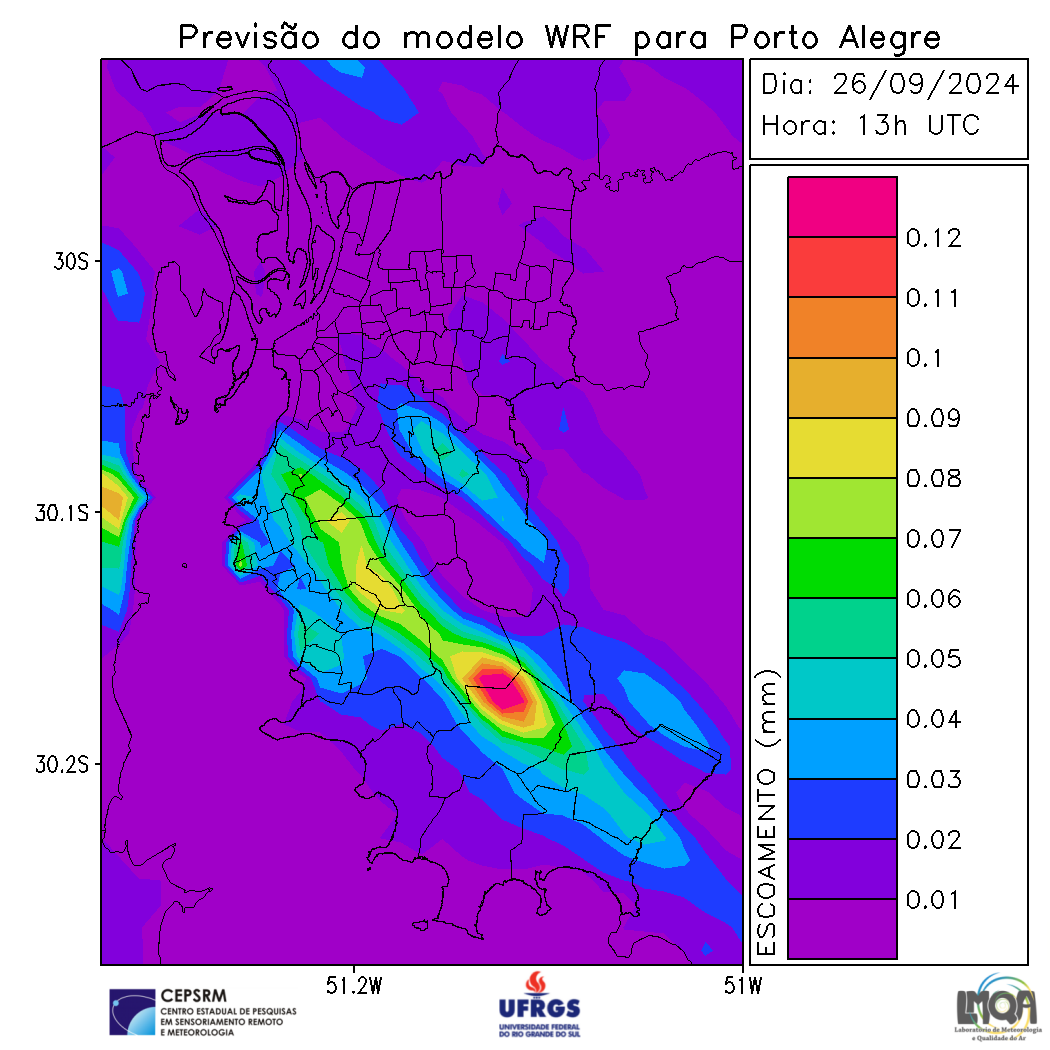 Previsão do modelo WRF para Porto Alegre
Dia: 26/09/2024
Hora: 13h UTC
0.12
0.11
0.1
0.09
0.08
0.07
0.06
0.05
0.04
0.03
0.02
0.01
ESCOAMENTO (mm)
30S
30.1S
30.2S
51.2W
51W
CEPSRM
CENTRO ESTADUAL DE PESQUISAS
EM SENSORIAMENTO REMOTO
E METEOROLOGIA
UFRGS
UNIVERSIDADE FEDERAL
DO RIO GRANDE DO SUL
LMQA
Laboratório de Meteorologia
e Qualidade do Ar